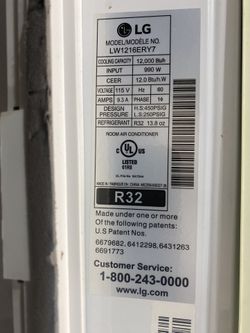 LG
MODEL/MODÈLE NO.
LW1216ERY7
COOLING CAPACITY 12,000 Btu/h
INPUT 990 W
CEER 12.0 Btu/h.W
VOLTAGE 115 V Hz 60
AMPS 9.3 A PHASE 1Φ
DESIGN PRESSURE H.S:450PSIG L.S:250PSIG
REFRIGERANT R32 13.8 oz
ROOM AIR CONDITIONER
C UL US
LISTED
R32
Made under one or more
Of the following patents:
U.S Patent Nos.
6679682, 6412298, 6431263
6691773
Customer Service:
1-800-243-0000
www.lg.com